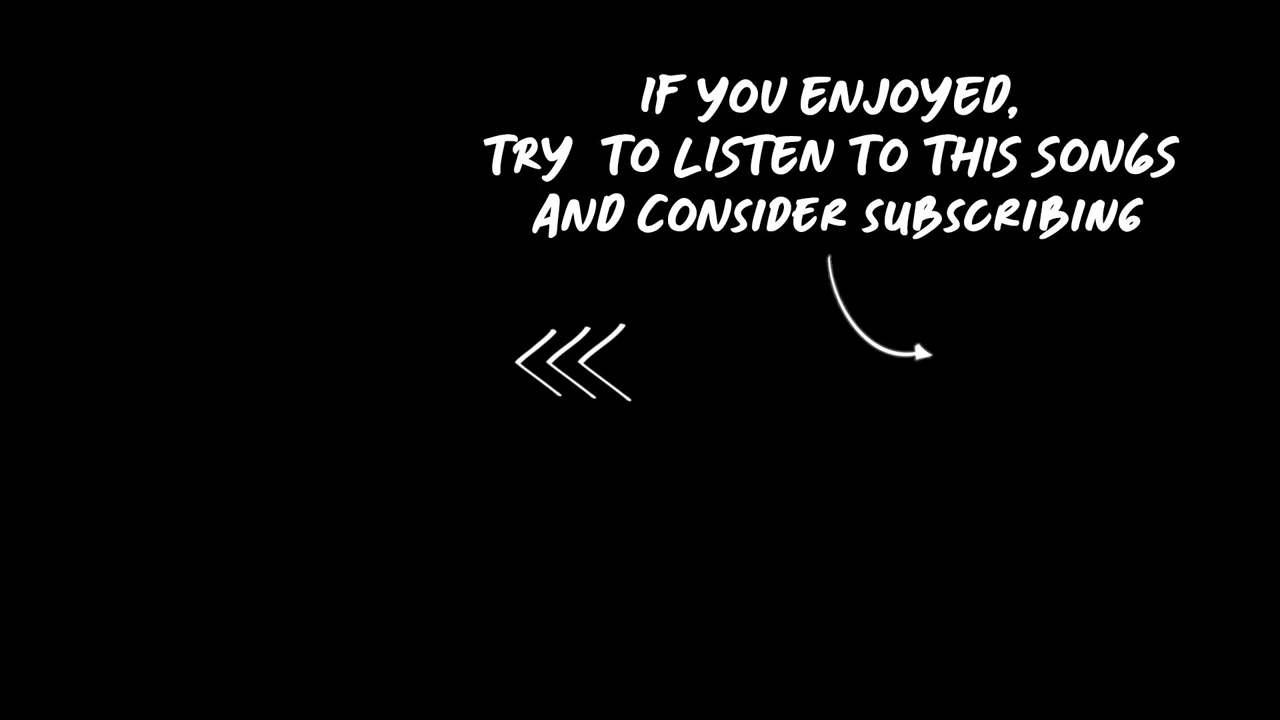 IF YOU ENJOYED,
TRY TO LISTEN TO THIS SONGS
AND CONSIDER SUBSCRIBING